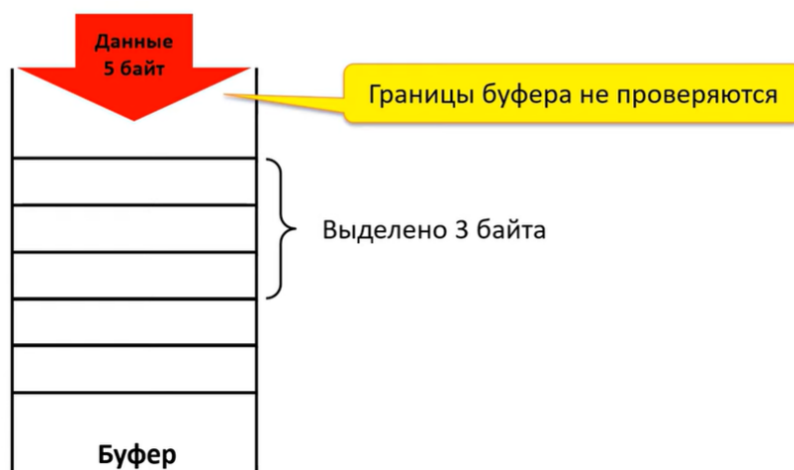 Данные
5 байт
Границы буфера не проверяются
Выделено 3 байта
Буфер